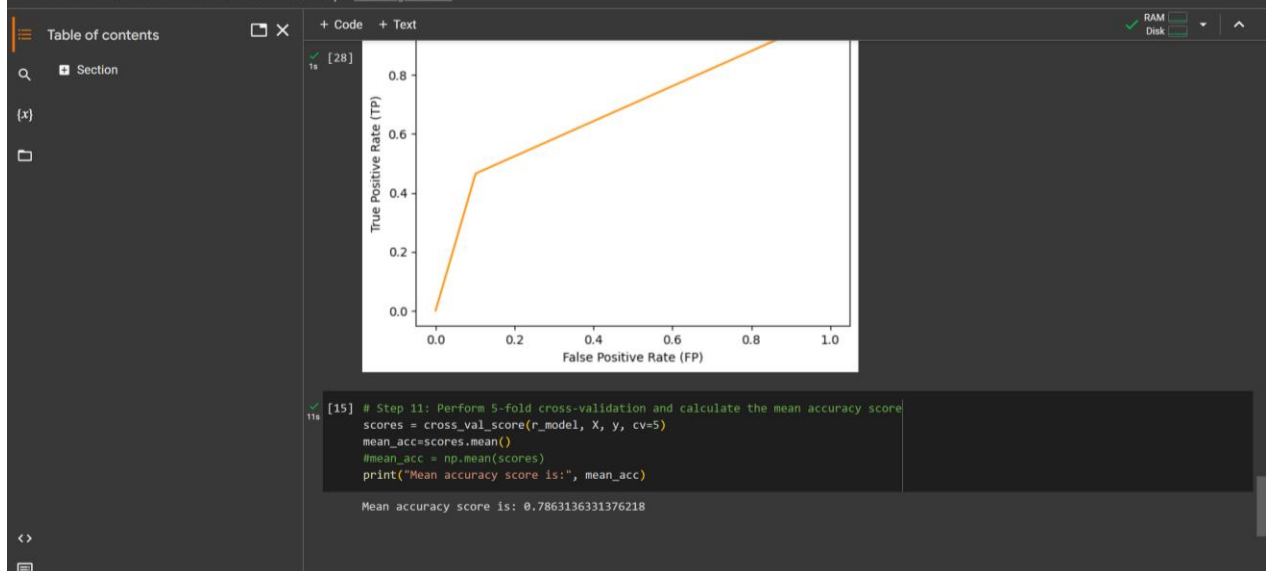 + Code + Text
RAM
Disk
Table of contents
Section
{x}
[28]
1s
0.8
0.6
0.4
0.2
0.0
True Positive Rate (TP)
0.0 0.2 0.4 0.6 0.8 1.0
False Positive Rate (FP)
[15] # Step 11: Perform 5-fold cross-validation and calculate the mean accuracy score
11s
scores = cross_val_score(r_model, X, y, cv=5)
mean_acc=scores.mean()
#mean_acc = np.mean(scores)
print("Mean accuracy score is:", mean_acc)
Mean accuracy score is: 0.7863136331376218
<>